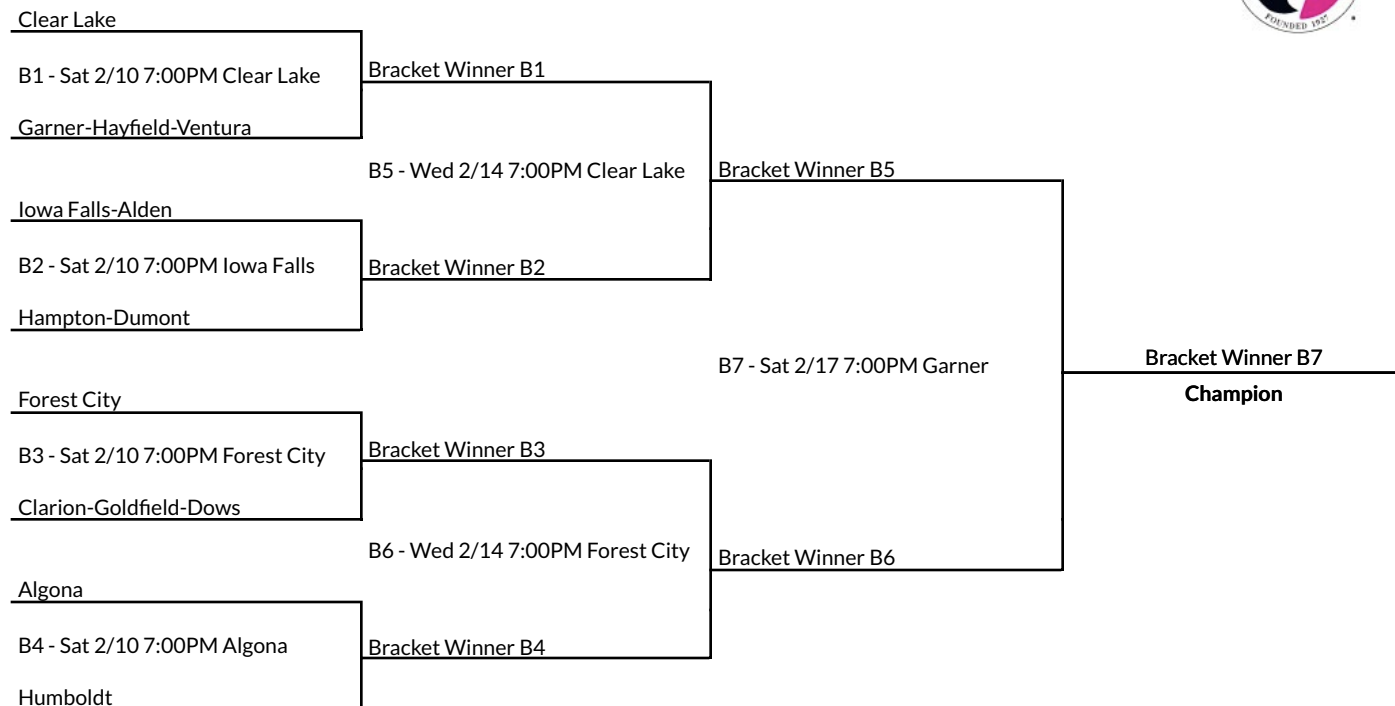 FOUNDED 1927
Clear Lake
B1 - Sat 2/10 7:00PM Clear Lake
Bracket Winner B1
Garner-Hayfield-Ventura
B5 - Wed 2/14 7:00PM Clear Lake
Bracket Winner B5
Iowa Falls-Alden
B2 - Sat 2/10 7:00PM Iowa Falls
Bracket Winner B2
Hampton-Dumont
B7 - Sat 2/17 7:00PM Garner
Bracket Winner B7
Champion
Forest City
B3 - Sat 2/10 7:00PM Forest City
Bracket Winner B3
Clarion-Goldfield-Dows
B6 - Wed 2/14 7:00PM Forest City
Bracket Winner B6
Algona
B4 - Sat 2/10 7:00PM Algona
Bracket Winner B4
Humboldt